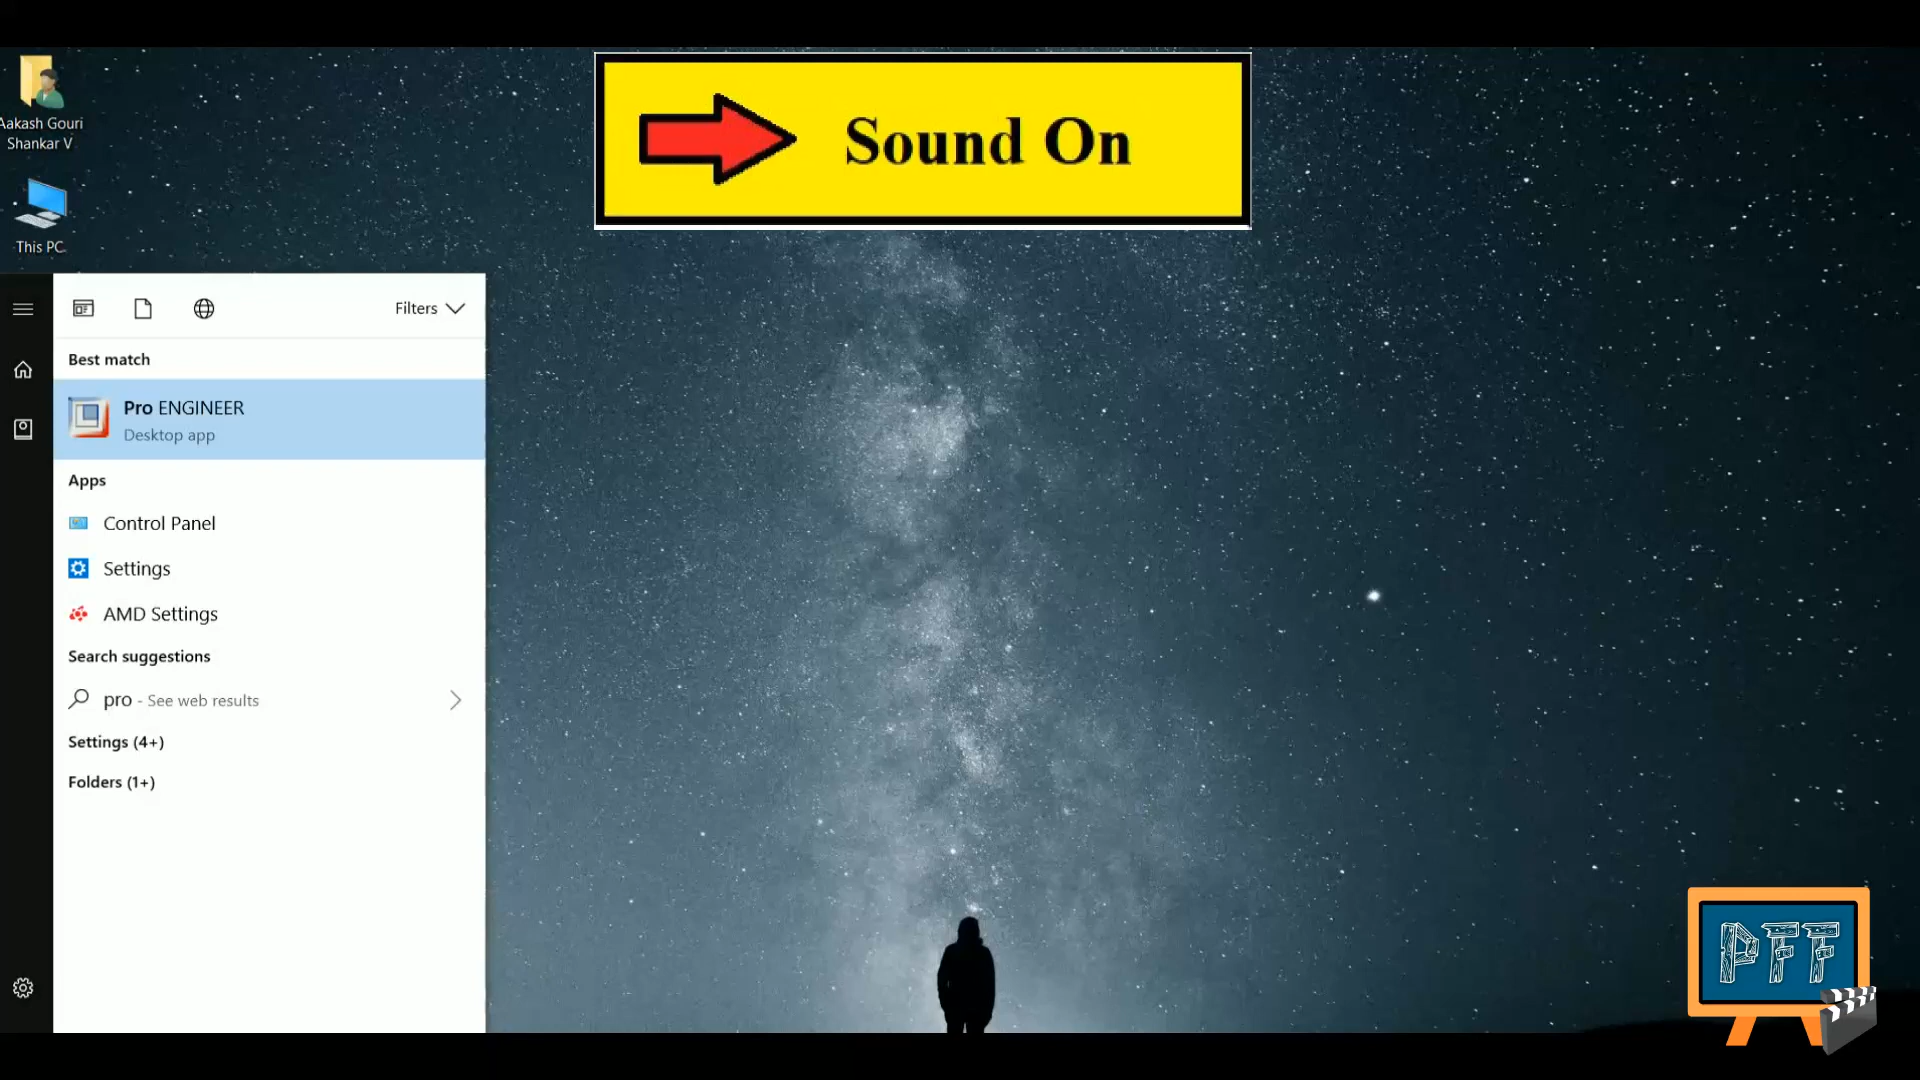 Sound On
Aakash Gouri
Shankar V
This PC
Filters
Best match
Pro ENGINEER
Desktop app
Apps
Control Panel
Settings
AMD Settings
Search suggestions
pro - See web results
Settings (4+)
Folders (1+)
PFF